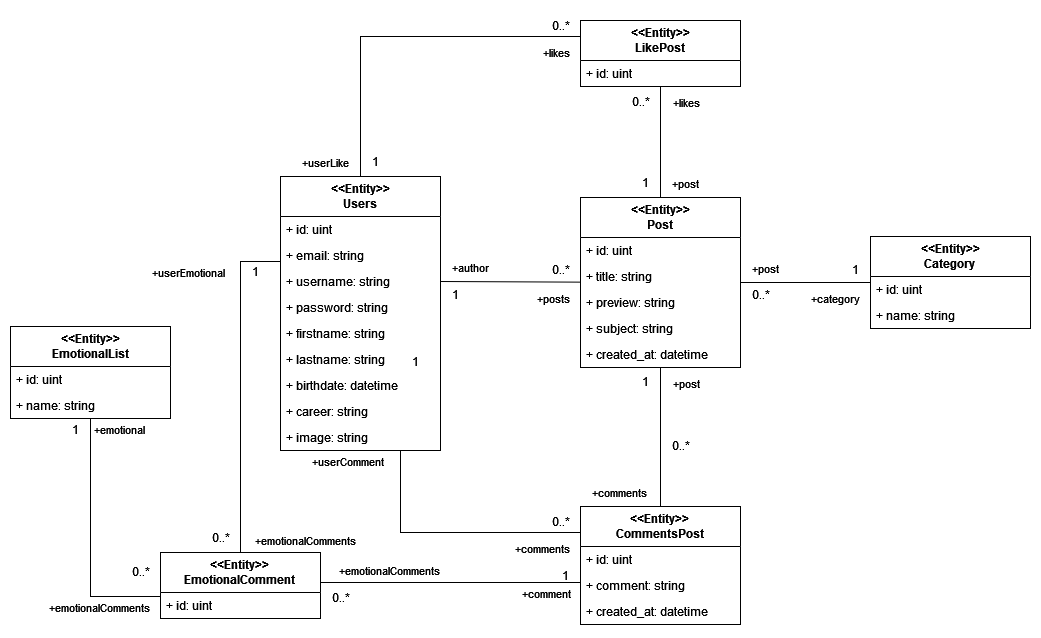 0..*
+likes
<<Entity>>
LikePost
+ id: uint
0..*
+likes
+userLike
1
1
+post
<<Entity>>
Users
+ id: uint
+ email: string
+ username: string
+ password: string
+ firstname: string
+ lastname: string
1
+ birthdate: datetime
+ career: string
+ image: string
+userComment
+userEmotional
1
+author
1
0..*
+posts
<<Entity>>
Post
+ id: uint
+ title: string
+ preview: string
+ subject: string
+ created_at: datetime
+post
0..*
1
+category
<<Entity>>
Category
+ id: uint
+ name: string
<<Entity>>
EmotionalList
+ id: uint
+ name: string
1
+emotional
1
+post
0..*
+comments
0..*
+emotionalComments
0..*
+comments
<<Entity>>
CommentsPost
+ id: uint
+ comment: string
+ created_at: datetime
<<Entity>>
EmotionalComment
+ id: uint
0..*
+emotionalComments
+emotionalComments
0..*
1
+comment